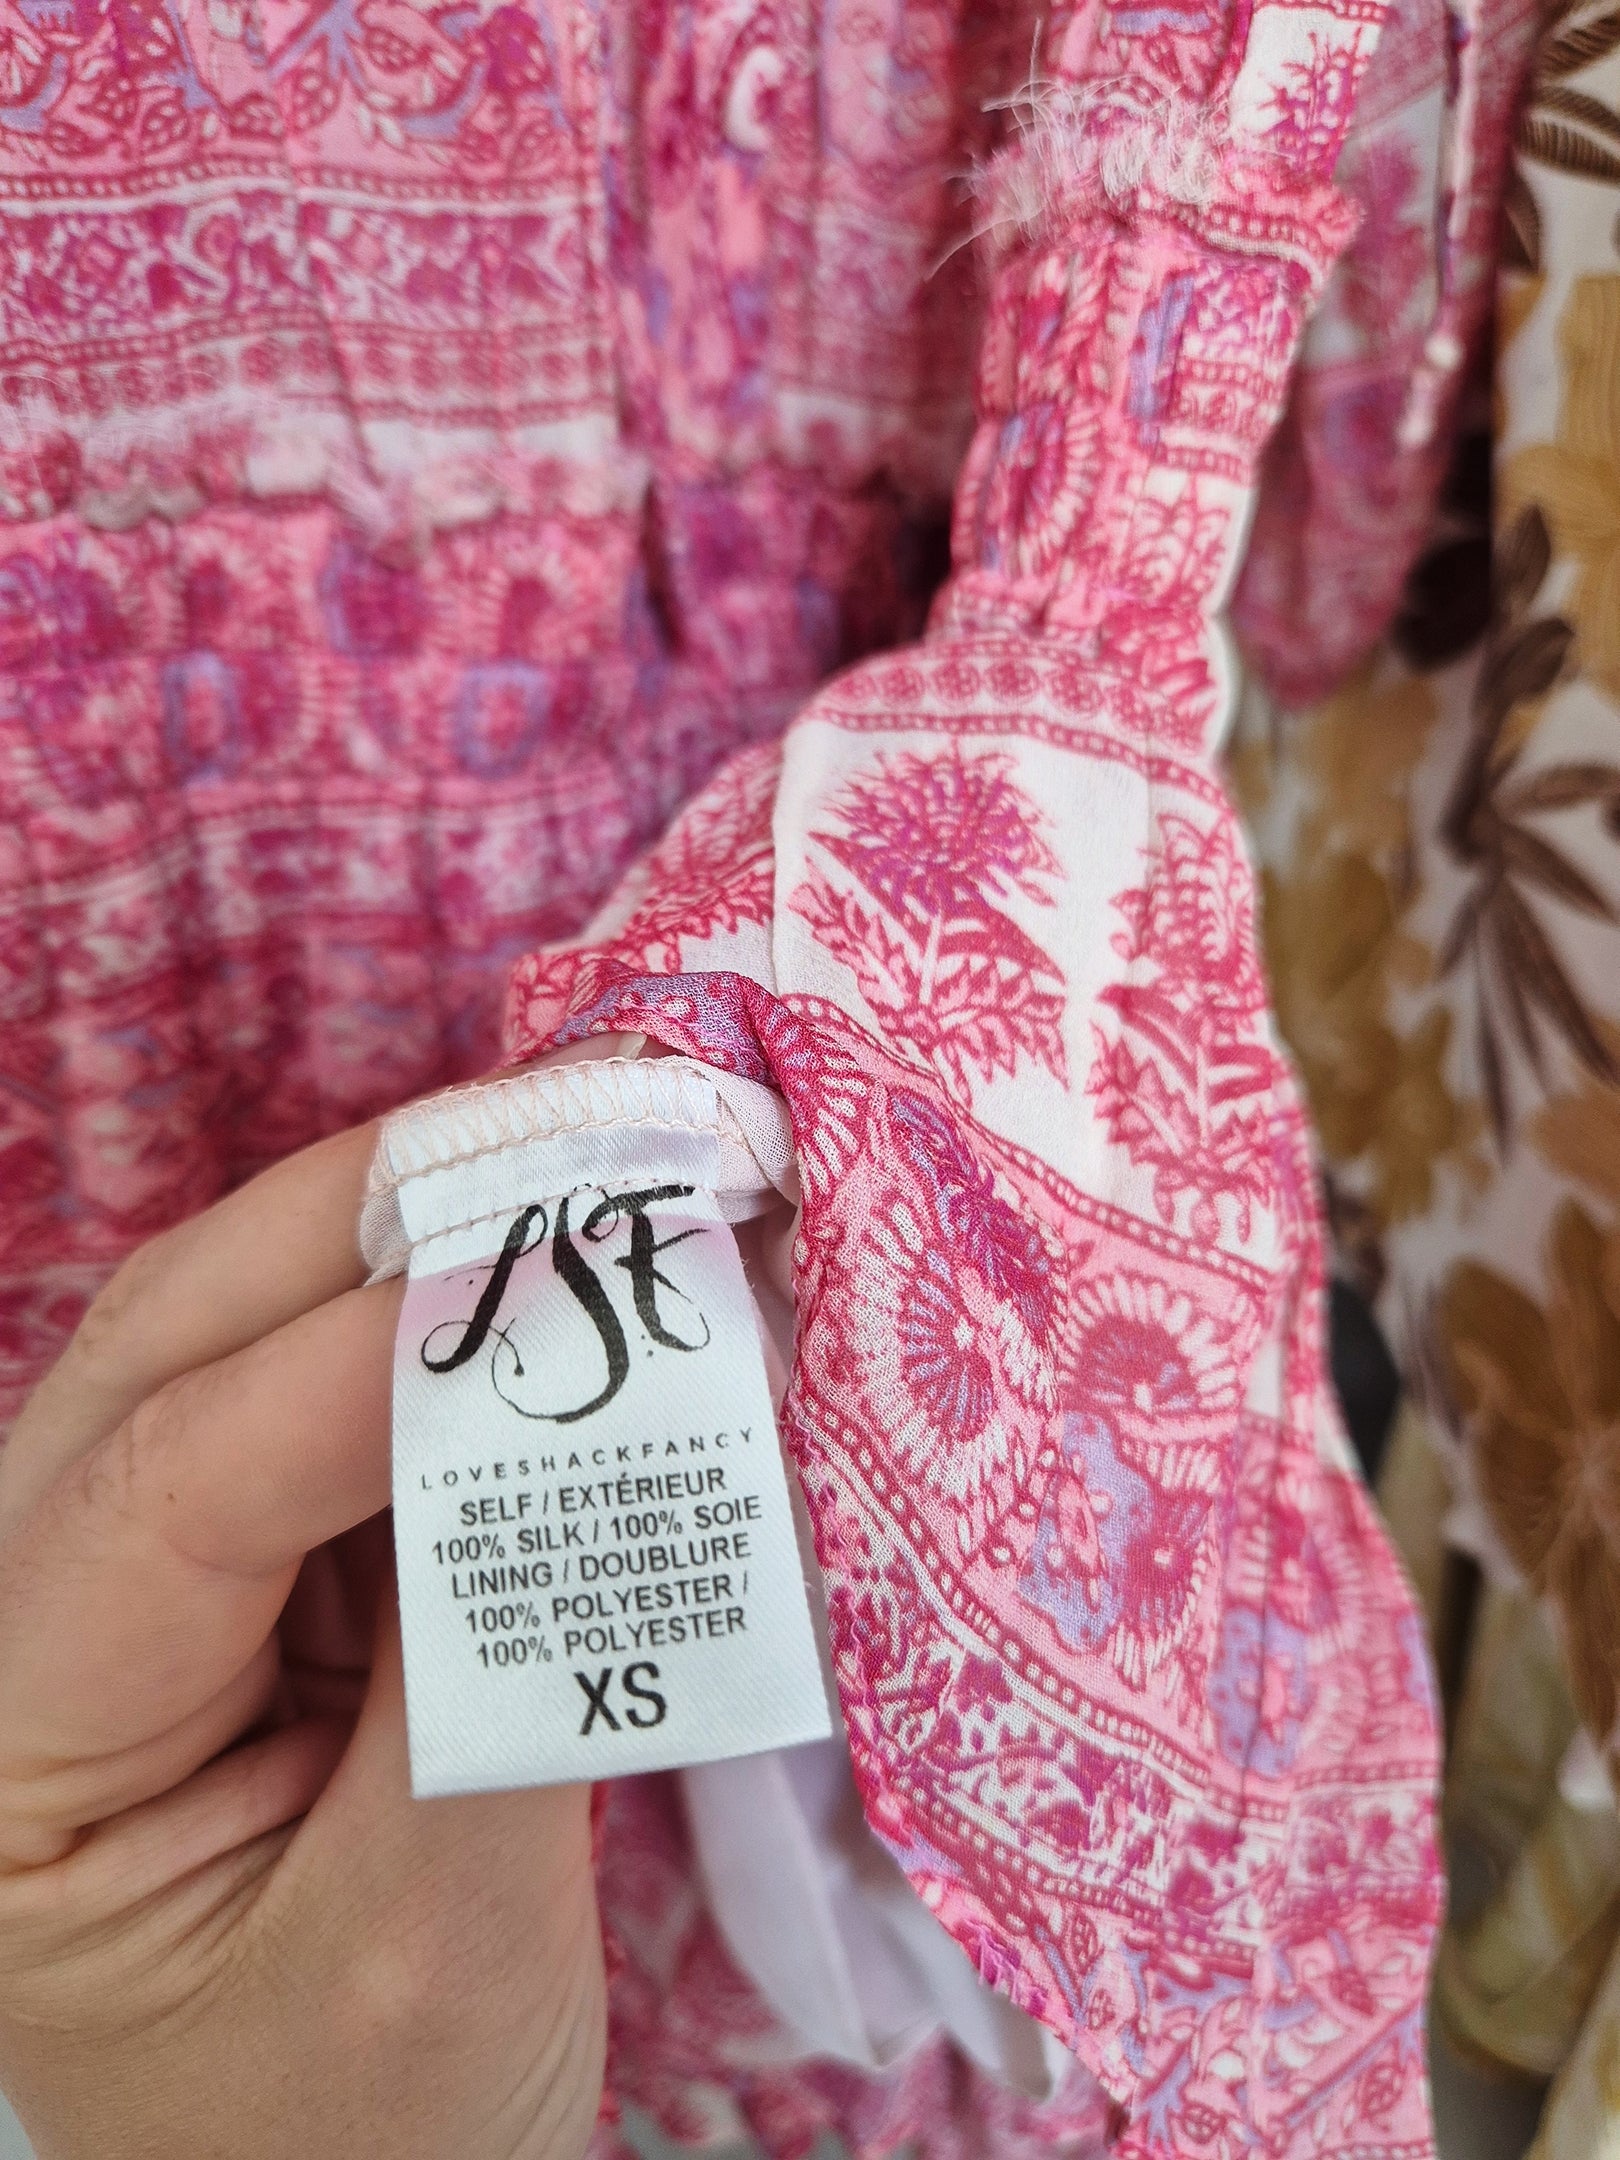 LSF
LOVESHACKFANCY
SELF / EXTÉRIEUR
100% SILK / 100% SOIE
LINING / DOUBLURE
100% POLYESTER /
100% POLYESTER
XS